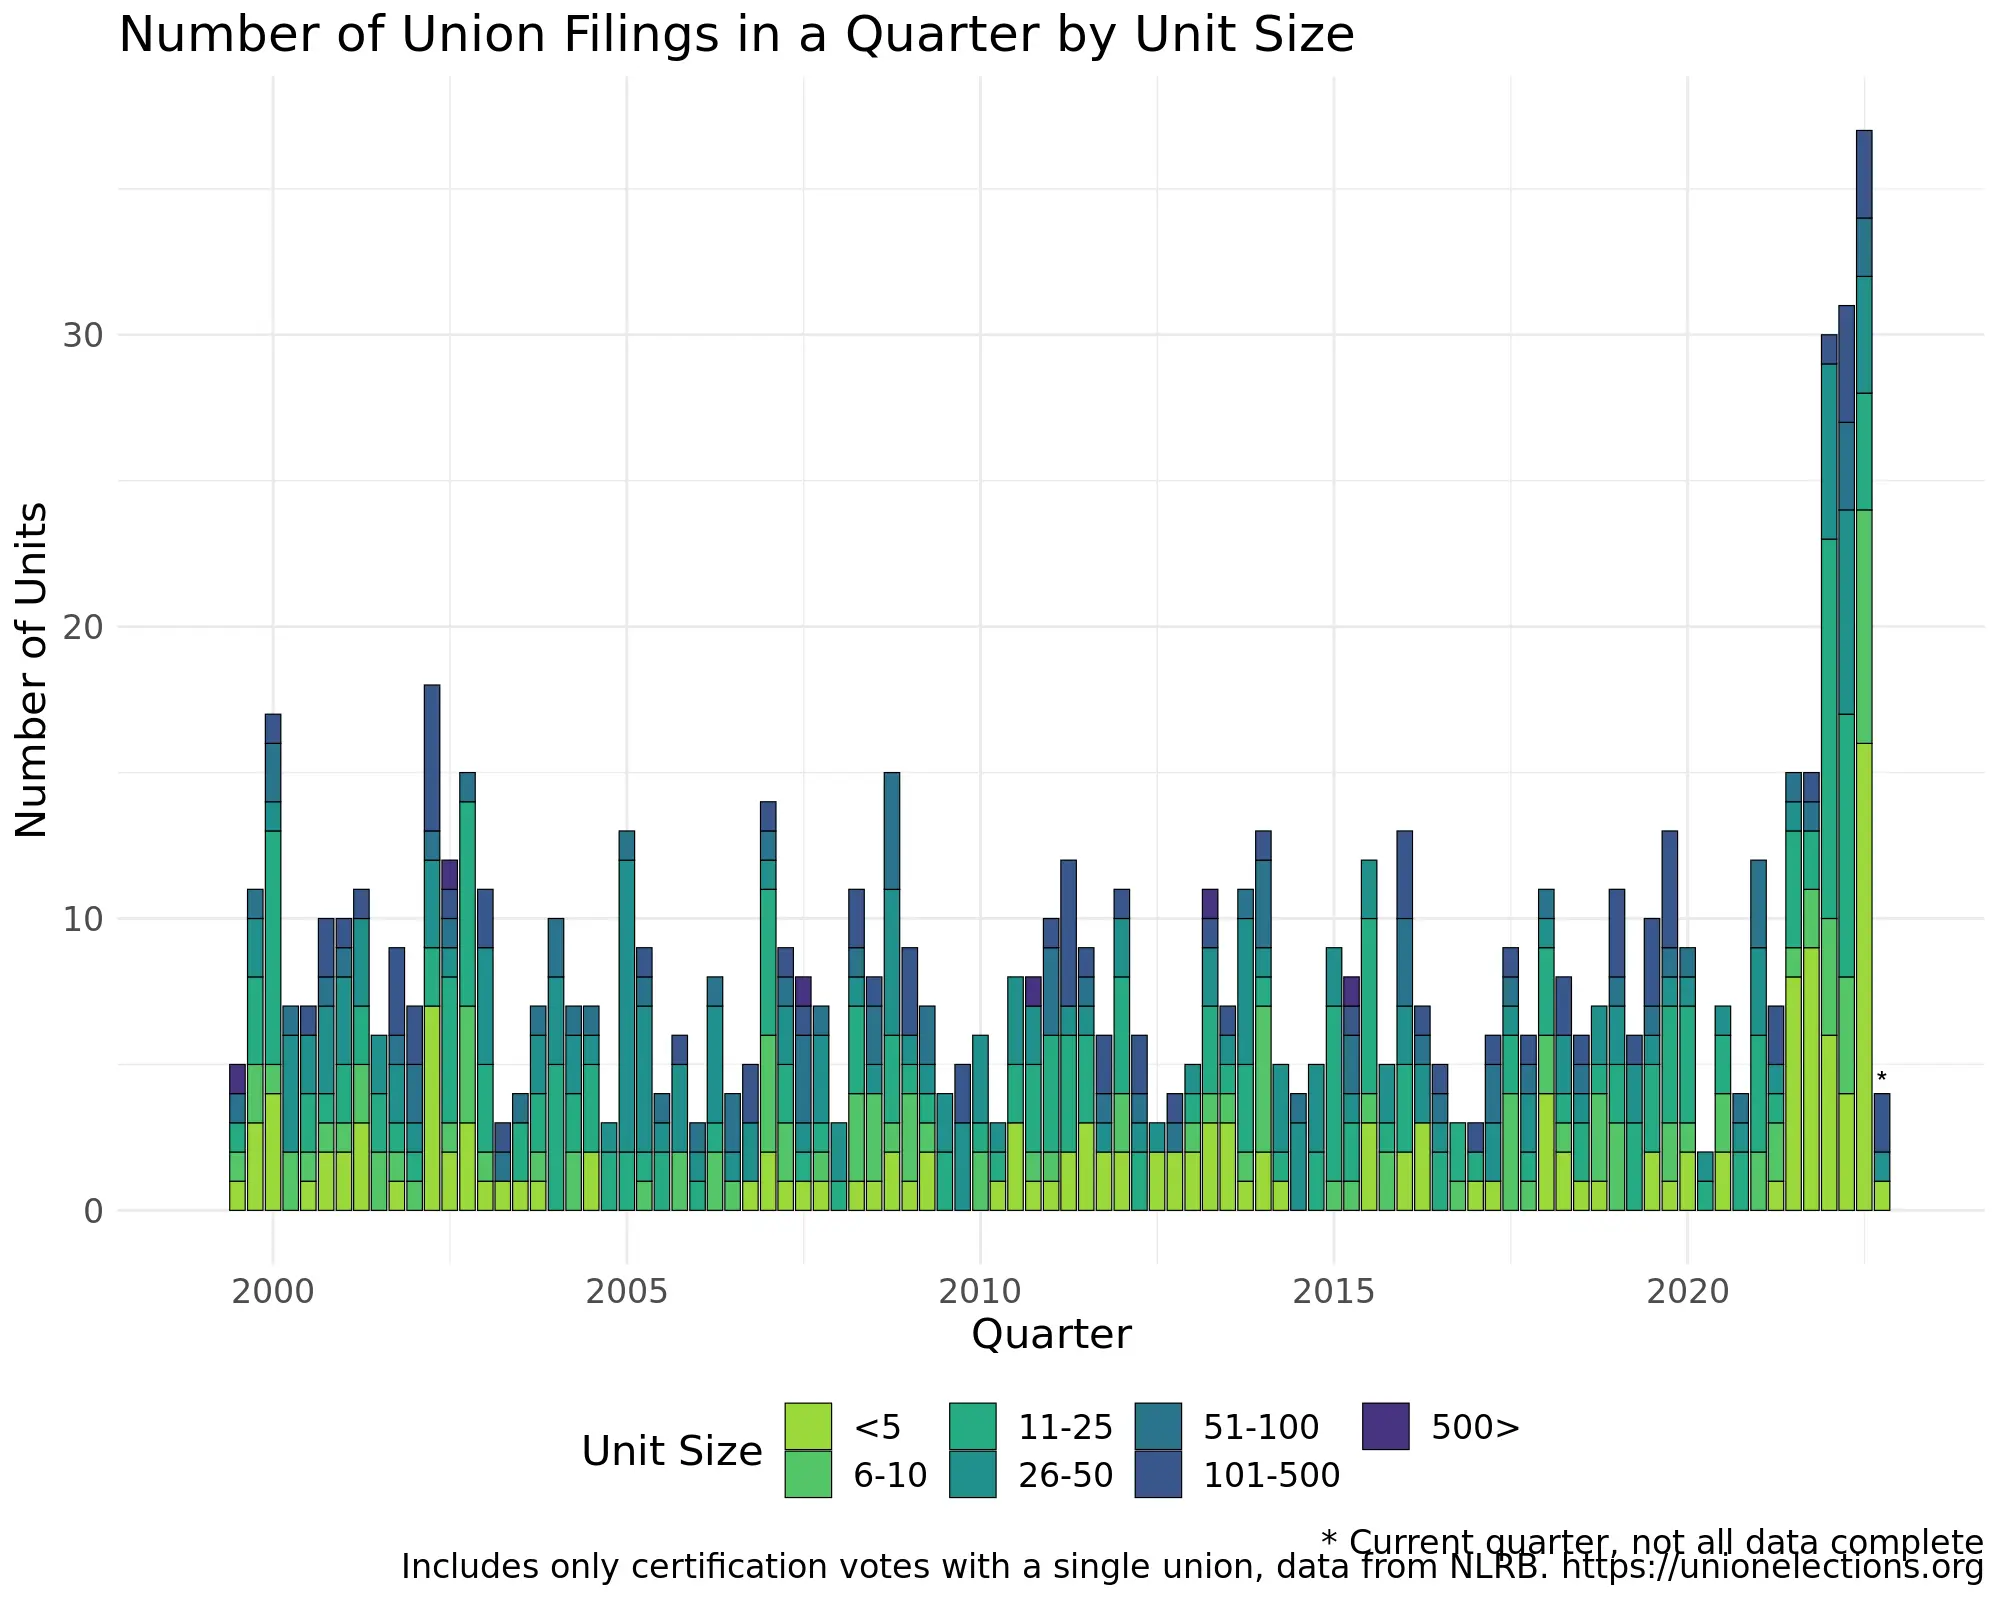 Number of Union Filings in a Quarter by Unit Size
Number of Units
30
20
10
0
*
2000 2005 2010 2015 2020
Quarter
Unit Size
<5 11-25 51-100 500>
6-10 26-50 101-500
* Current quarter, not all data complete
Includes only certification votes with a single union, data from NLRB. https://unionelections.org